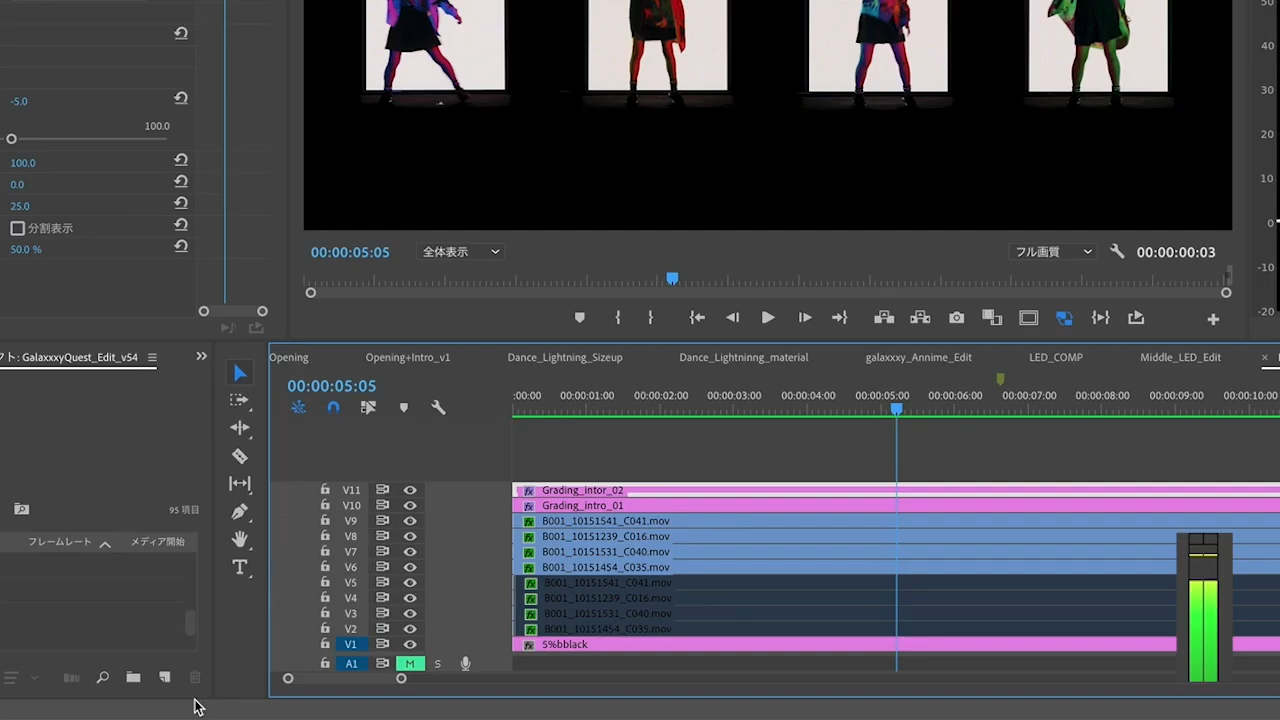 -5.0
100.0
100.0
0.0
25.0
分割表示
50.0 %
50
40
30
20
10
0
-10
-20
00:00:05:05
全体表示
フル画質
00:00:00:03
クト: GalaxxxyQuest_Edit_v54
Opening
Opening+Intro_v1
Dance_Lightning_Sizeup
Dance_Lightninng_material
galaxxxy_Annime_Edit
LED_COMP
Middle_LED_Edit
00:00:05:05
:00:00
00:00:01:00
00:00:02:00
00:00:03:00
00:00:04:00
00:00:05:00
00:00:06:00
00:00:07:00
00:00:08:00
00:00:09:00
00:00:10:00
V11
Grading_intor_02
V10
Grading_intro_01
V9
B001_10151541_C041.mov
V8
B001_10151239_C016.mov
V7
B001_10151531_C040.mov
V6
B001_10151454_C035.mov
V5
B001_10151541_C041.mov
V4
B001_10151239_C016.mov
V3
B001_10151531_C040.mov
V2
B001_10151454_C035.mov
V1
5%bblack
A1
M
S
95 項目
フレームレート
メディア開始